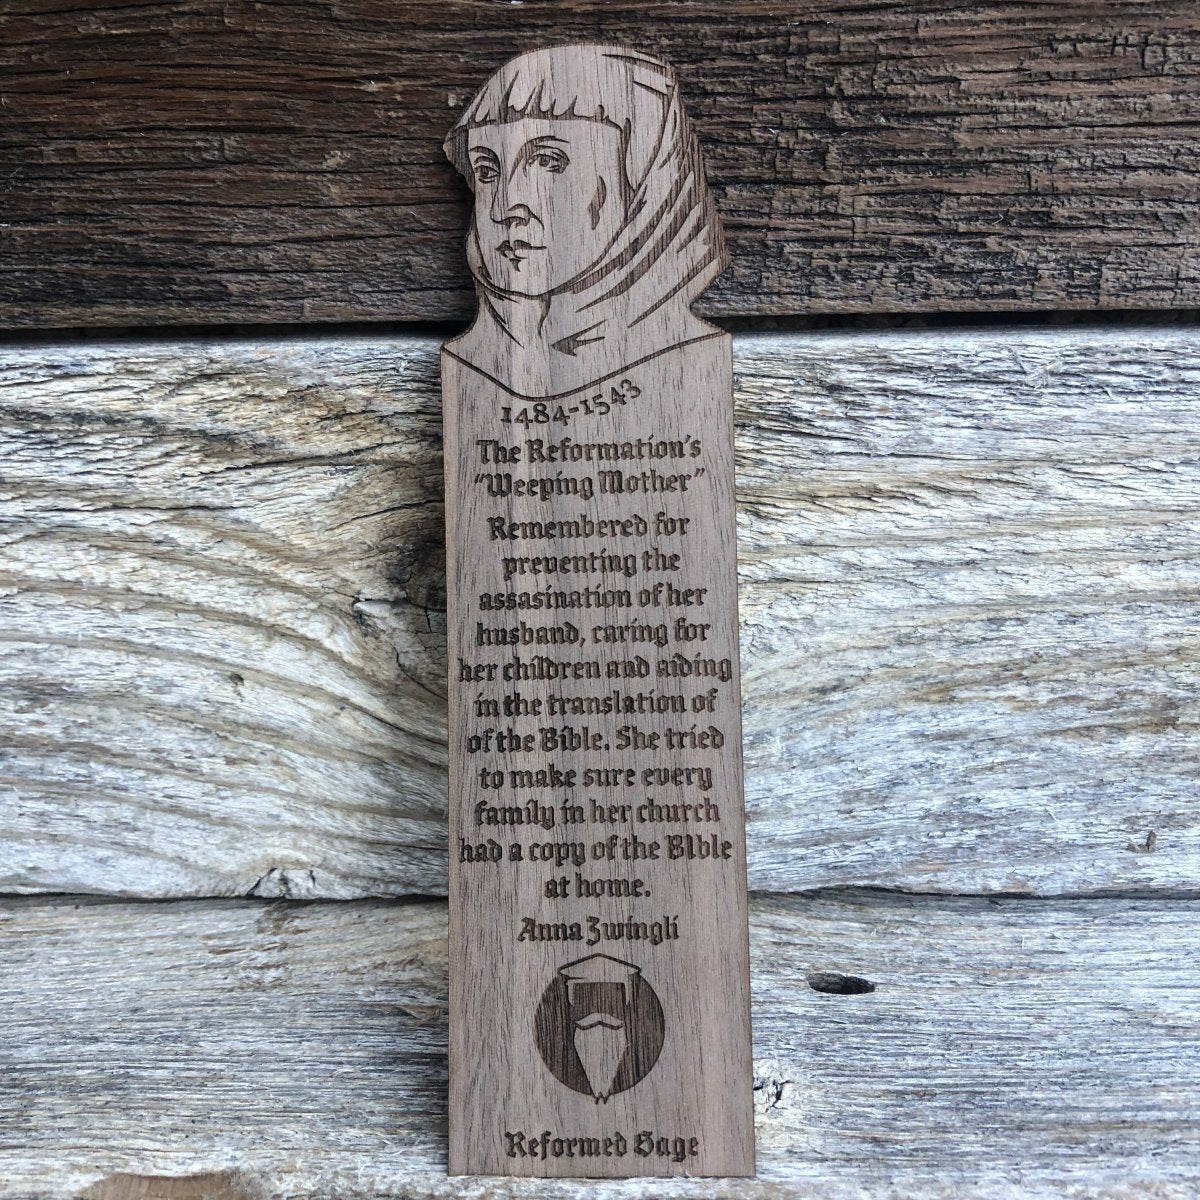 1484-1543
The Reformation's
"Weeping Mother"
Remembered for
preventing the
assasination of her
husband, caring for
her children and aiding
in the translation of
of the Bible. She tried
to make sure every
family in her church
had a copy of the BIble
at home.
Anna Zwingli
Reformed Sage